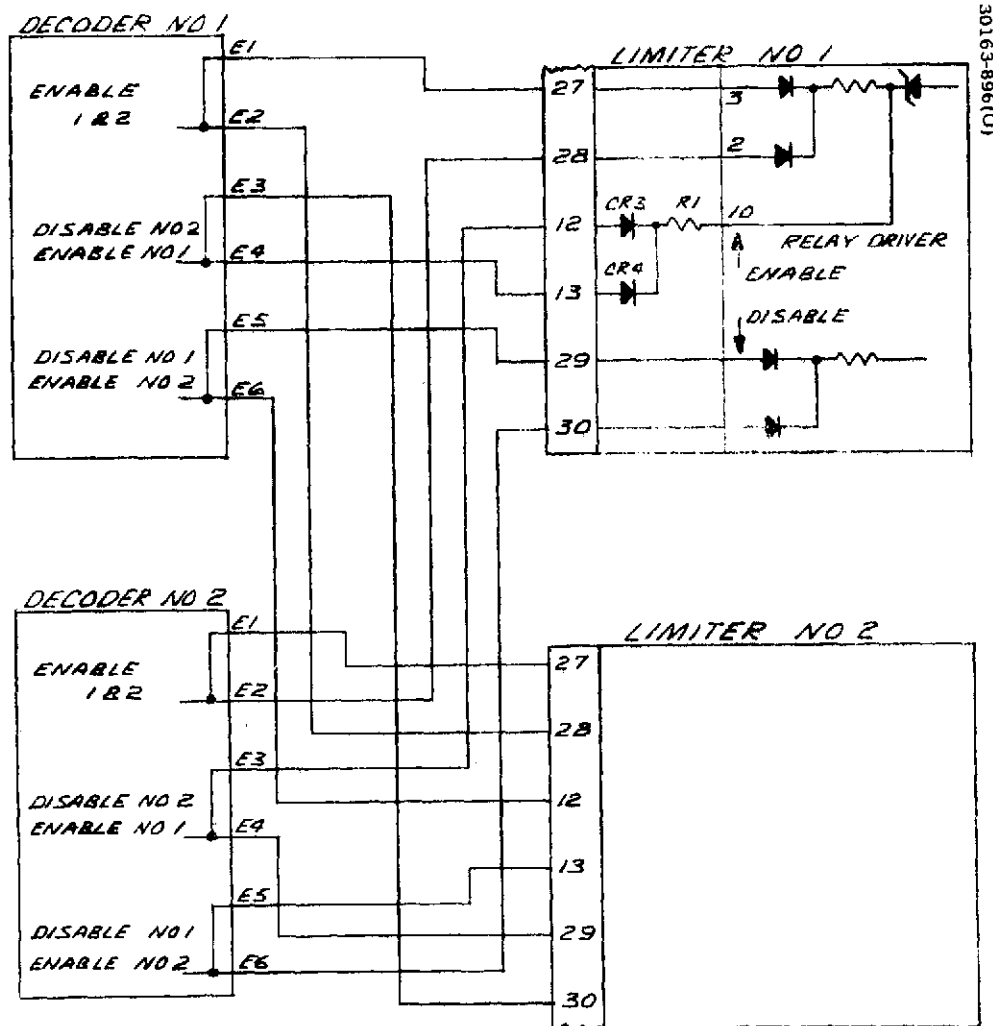 30163-896(U)
DECODER NO 1
E1
ENABLE
1 & 2
E2
E3
DISABLE NO 2
ENABLE NO 1
E4
E5
DISABLE NO 1
ENABLE NO 2
E6
LIMITER NO 1
27
3
28
2
CR3
R1
12
10
RELAY DRIVER
CR4
ENABLE
13
DISABLE
29
30
DECODER NO 2
E1
ENABLE
1 & 2
E2
E3
DISABLE NO 2
ENABLE NO 1
E4
E5
DISABLE NO 1
ENABLE NO 2
E6
LIMITER NO 2
27
28
12
13
29
30